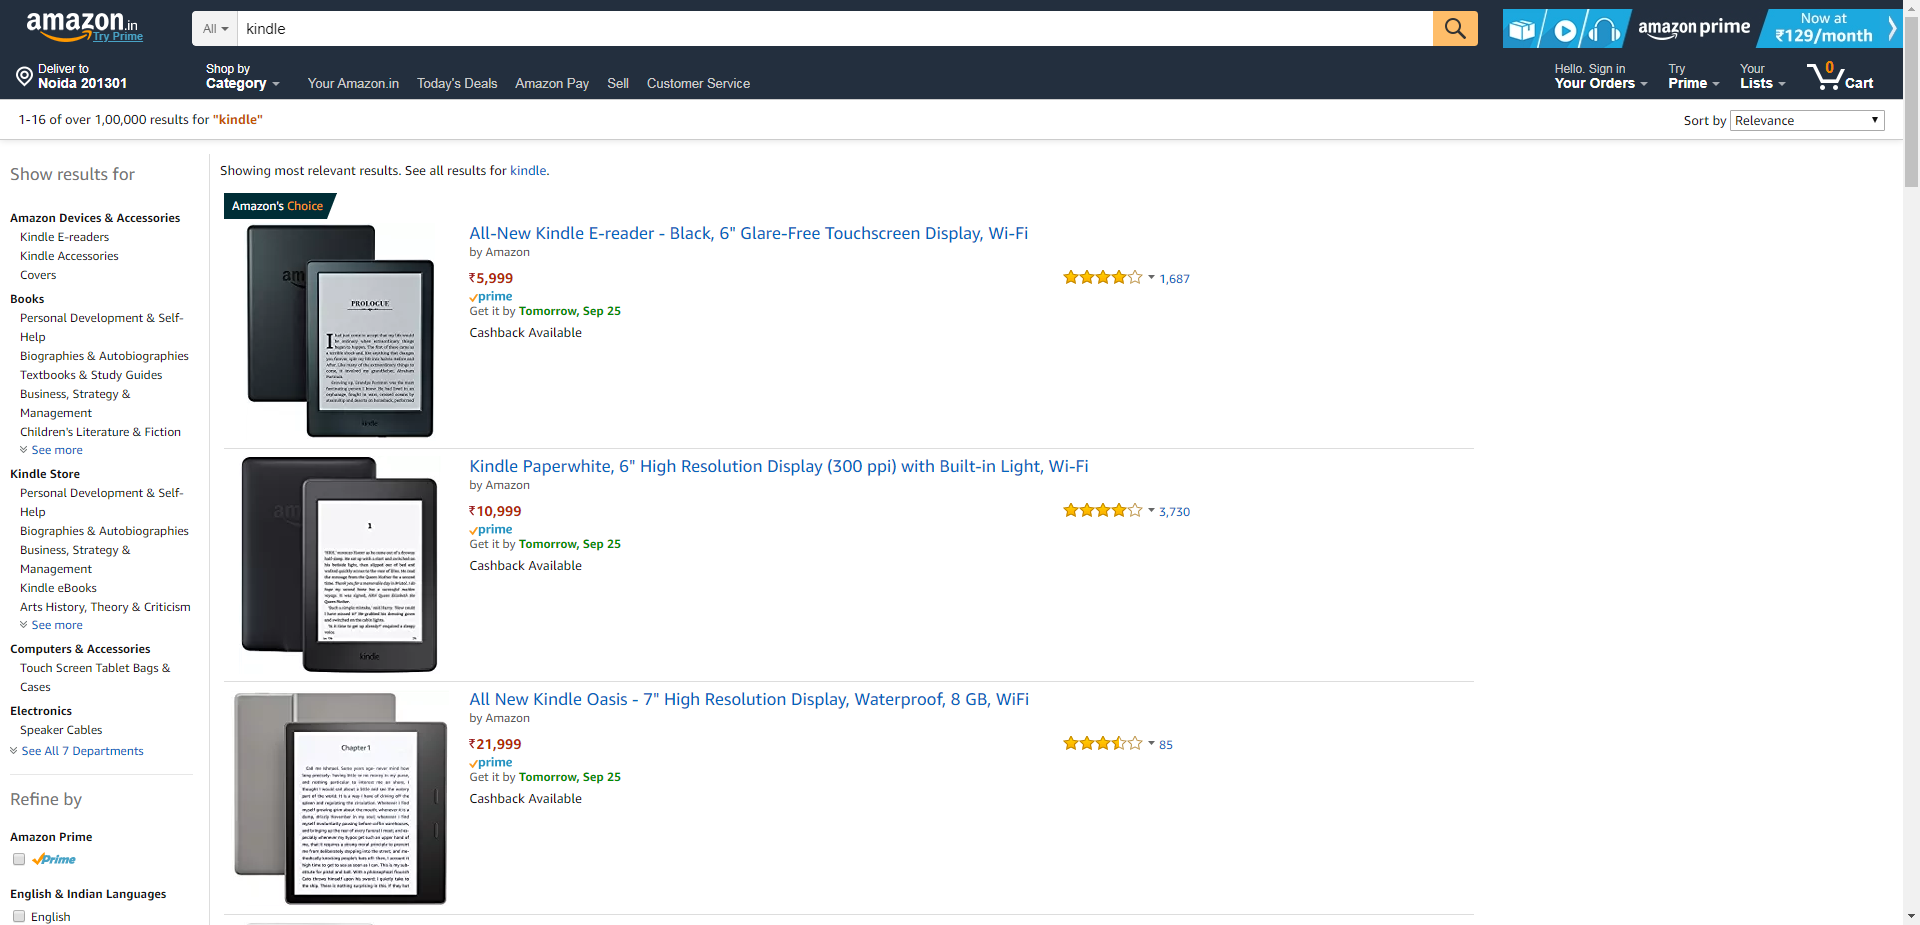 amazon.in
Try Prime
All
kindle
amazon prime
Now at
₹129/month
Deliver to
Noida 201301
Shop by
Category
Your Amazon.in
Today's Deals
Amazon Pay
Sell
Customer Service
Hello. Sign in
Your Orders
Try
Prime
Your
Lists
0
Cart
1-16 of over 1,00,000 results for "kindle"
Sort by Relevance
Show results for
Amazon Devices & Accessories
Kindle E-readers
Kindle Accessories
Covers
Books
Personal Development & Self-
Help
Biographies & Autobiographies
Textbooks & Study Guides
Business, Strategy &
Management
Children's Literature & Fiction
See more
Kindle Store
Personal Development & Self-
Help
Biographies & Autobiographies
Business, Strategy &
Management
Kindle eBooks
Arts History, Theory & Criticism
See more
Computers & Accessories
Touch Screen Tablet Bags &
Cases
Electronics
Speaker Cables
See All 7 Departments
Refine by
Amazon Prime
Prime
English & Indian Languages
English
Showing most relevant results. See all results for kindle.
Amazon's Choice
PROLOGUE
kindle
All-New Kindle E-reader - Black, 6" Glare-Free Touchscreen Display, Wi-Fi
by Amazon
₹5,999
prime
Get it by Tomorrow, Sep 25
Cashback Available
1,687
1
kindle
Kindle Paperwhite, 6" High Resolution Display (300 ppi) with Built-in Light, Wi-Fi
by Amazon
₹10,999
prime
Get it by Tomorrow, Sep 25
Cashback Available
3,730
Chapter 1
All New Kindle Oasis - 7" High Resolution Display, Waterproof, 8 GB, WiFi
by Amazon
₹21,999
prime
Get it by Tomorrow, Sep 25
Cashback Available
85